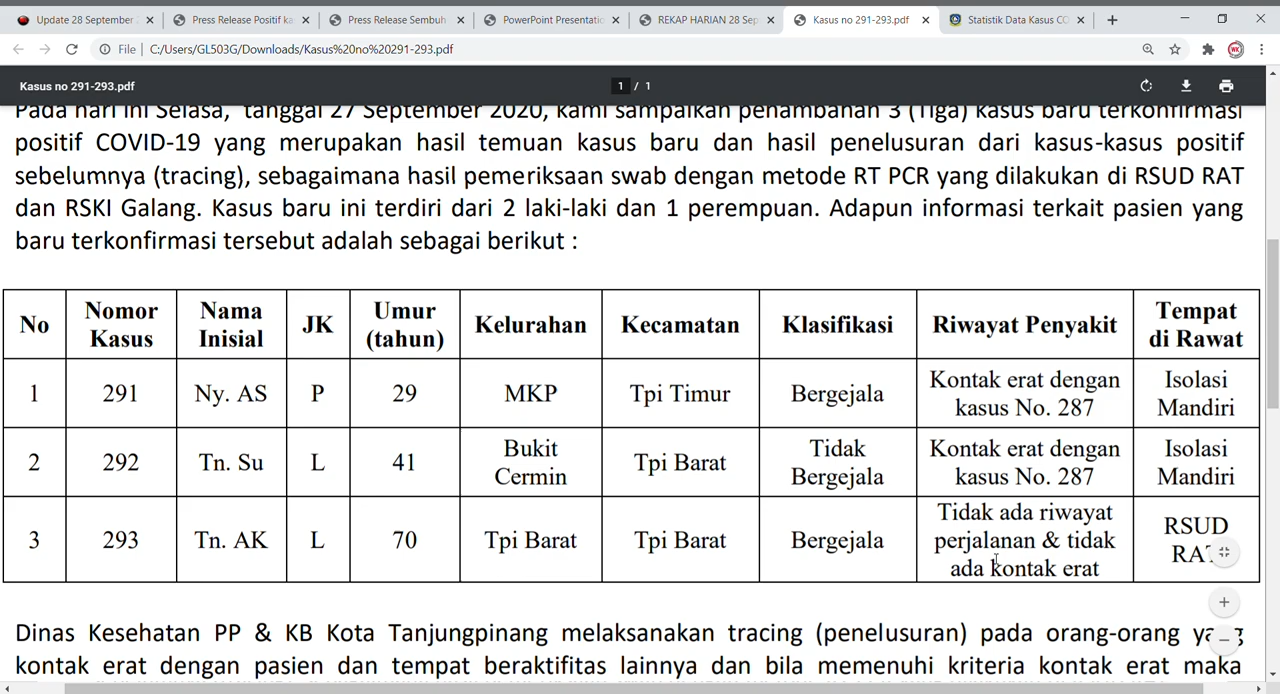 Update 28 September
Press Release Positif ka
Press Release Sembuh
PowerPoint Presentatio
REKAP HARIAN 28 Sep
Kasus no 291-293.pdf
Statistik Data Kasus CO
File | C:/Users/GL503G/Downloads/Kasus%20no%20291-293.pdf
Kasus no 291-293.pdf
1 / 1
Pada hari ini Selasa, tanggal 27 September 2020, kami sampaikan penambahan 3 (Tiga) kasus baru terkonfirmasi
positif COVID-19 yang merupakan hasil temuan kasus baru dan hasil penelusuran dari kasus-kasus positif
sebelumnya (tracing), sebagaimana hasil pemeriksaan swab dengan metode RT PCR yang dilakukan di RSUD RAT
dan RSKI Galang. Kasus baru ini terdiri dari 2 laki-laki dan 1 perempuan. Adapun informasi terkait pasien yang
baru terkonfirmasi tersebut adalah sebagai berikut :
No Nomor Kasus Nama Inisial JK Umur (tahun) Kelurahan Kecamatan Klasifikasi Riwayat Penyakit Tempat di Rawat
1 291 Ny. AS P 29 MKP Tpi Timur Bergejala Kontak erat dengan kasus No. 287 Isolasi Mandiri
2 292 Tn. Su L 41 Bukit Cermin Tpi Barat Tidak Bergejala Kontak erat dengan kasus No. 287 Isolasi Mandiri
3 293 Tn. AK L 70 Tpi Barat Tpi Barat Bergejala Tidak ada riwayat perjalanan & tidak ada kontak erat RSUD RAT
Dinas Kesehatan PP & KB Kota Tanjungpinang melaksanakan tracing (penelusuran) pada orang-orang yang
kontak erat dengan pasien dan tempat beraktifitas lainnya dan bila memenuhi kriteria kontak erat maka